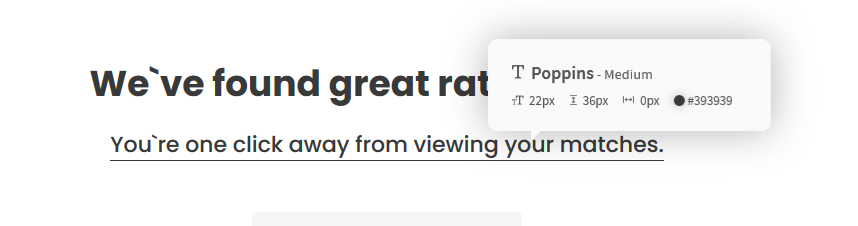 We`ve found great rat
Poppins - Medium
22px 36px 0px #393939
You`re one click away from viewing your matches.